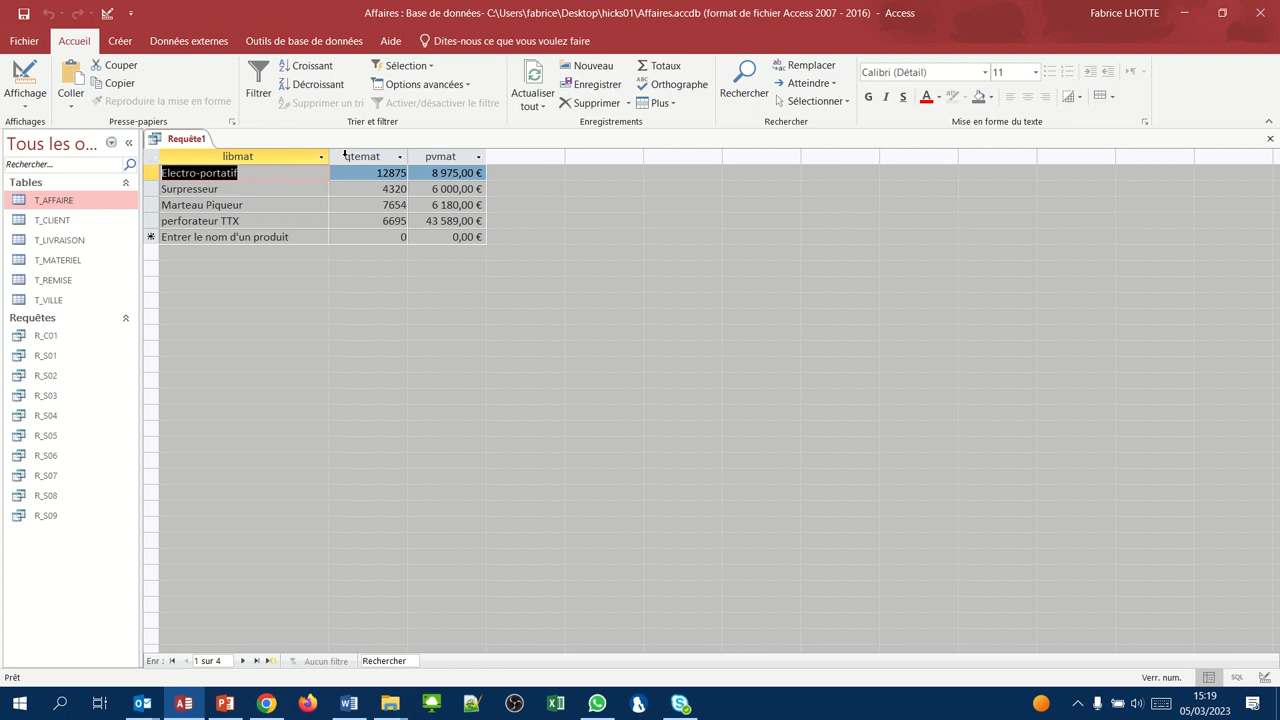 Affaires : Base de données- C:\Users\fabrice\Desktop\hicks01\Affaires.accdb (format de fichier Access 2007 - 2016) - Access
Fabrice LHOTTE
Fichier Accueil Créer Données externes Outils de base de données Aide Dites-nous ce que vous voulez faire
Affichage
Affichages
Coller
Couper
Copier
Reproduira la mise en forme
Presse-papiers
Filtrer
Croissant
Décroissant
Supprimer un tri
Sélection
Options avancées
Activer/désactiver le filtre
Trier et filtrer
Actualiser
tout
Nouveau
Enregistrer
Supprimer
Totaux
Orthographe
Plus
Enregistrements
Rechercher
Remplacer
Atteindre
Sélectionner
Rechercher
Calibri (Détail) 11
G I S A
Mise en forme du texte
Tous les o...
Rechercher...
Tables
T_AFFAIRE
T_CLIENT
T_LIVRAISON
T_MATERIEL
T_REMISE
T_VILLE
Requêtes
R_C01
R_S01
R_S02
R_S03
R_S04
R_S05
R_S06
R_S07
R_S08
R_S09
Requête1
libmat qtemat pvmat
Electro-portatif 12875 8 975,00 €
Surpresseur 4320 6 000,00 €
Marteau Piqueur 7654 6 180,00 €
perforateur TTX 6695 43 589,00 €
Entrer le nom d'un produit 0 0,00 €
Enr : 1 sur 4 Aucun filtre Rechercher
Prêt
Verr. num.
SQL
15:19
05/03/2023